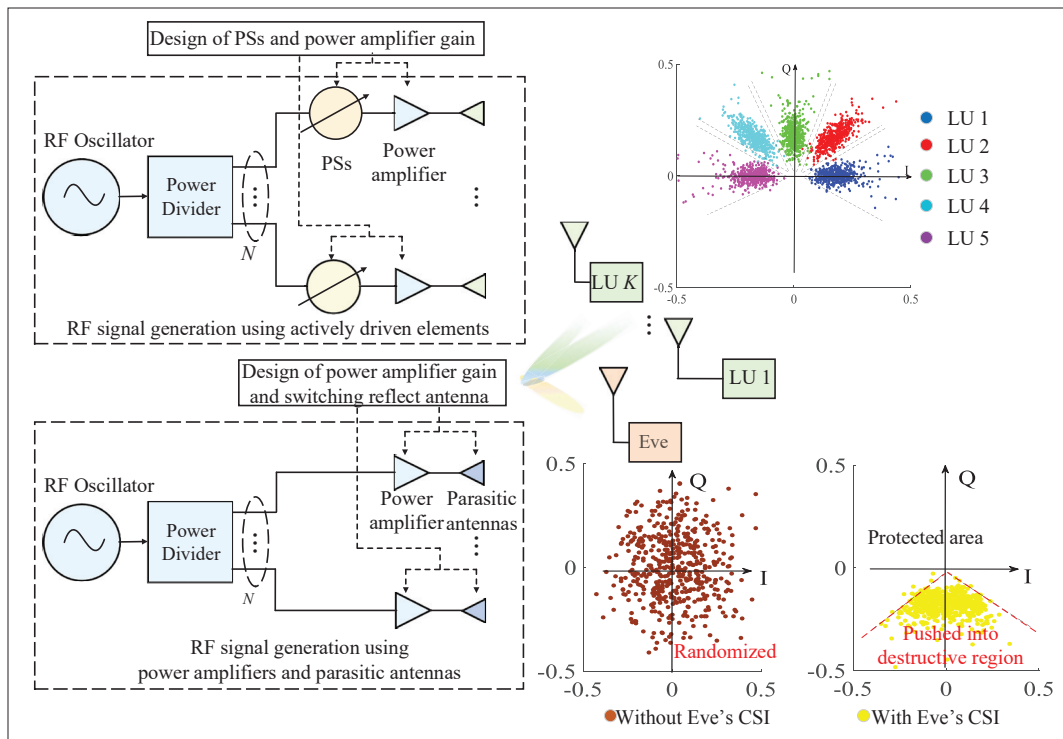 Design of PSs and power amplifier gain
RF Oscillator
Power
Divider
N
PSs
Power
amplifier
RF signal generation using actively driven elements
Design of power amplifier gain
and switching reflect antenna
RF Oscillator
Power
Divider
N
Power
amplifier
Parasitic
antennas
RF signal generation using
power amplifiers and parasitic antennas
LU K
LU 1
Eve
0.5
Q
0
I
-0.5
-0.5
0
0.5
LU 1
LU 2
LU 3
LU 4
LU 5
0.5
Q
0
I
Randomized
-0.5
-0.5
0
0.5
Without Eve's CSI
0.5
Q
Protected area
0
I
Pushed into
destructive region
-0.5
-0.5
0
0.5
With Eve's CSI